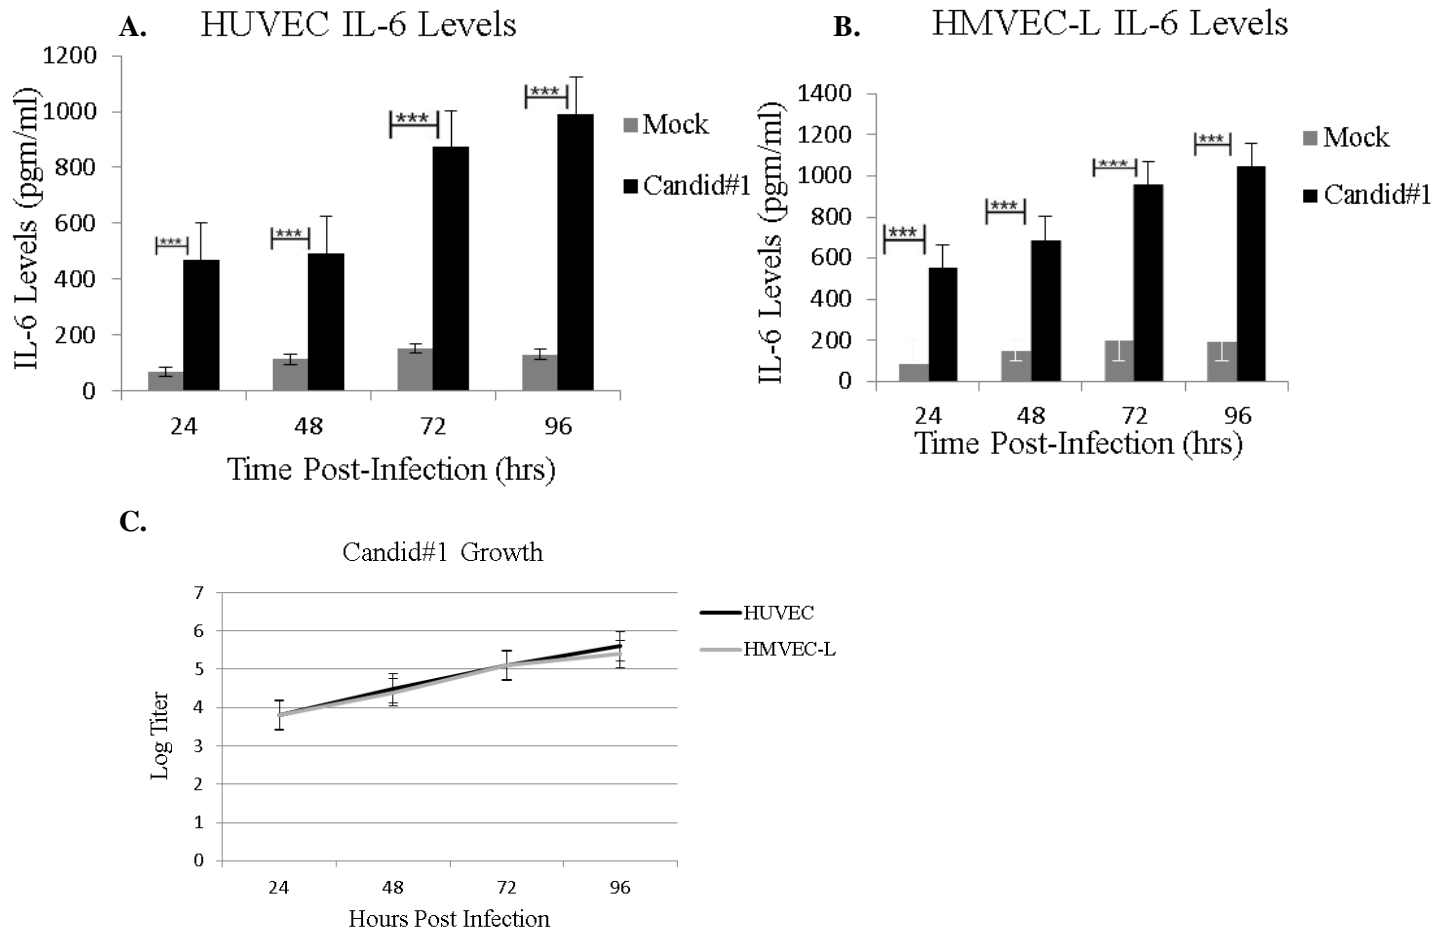 A.
HUVEC IL-6 Levels
IL-6 Levels (pgm/ml)
1200
1000
800
600
400
200
0
***
***
***
***
Mock
Candid#1
24 48 72 96
Time Post-Infection (hrs)
B.
HMVEC-L IL-6 Levels
IL-6 Levels (pgm/ml)
1400
1200
1000
800
600
400
200
0
***
***
***
***
Mock
Candid#1
24 48 72 96
Time Post-Infection (hrs)
C.
Candid#1 Growth
Log Titer
7
6
5
4
3
2
1
0
HUVEC
HMVEC-L
24 48 72 96
Hours Post Infection